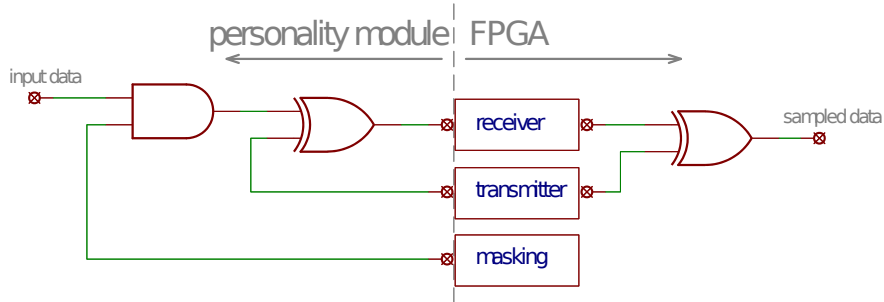 personality module
FPGA
input data
receiver
sampled data
transmitter
masking